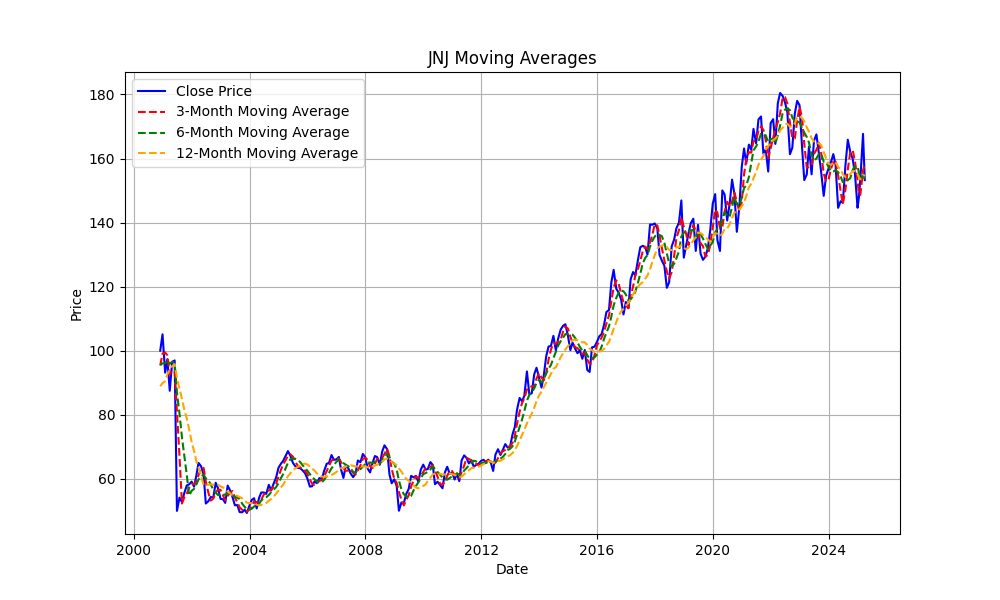 JNJ Moving Averages
Close Price
3-Month Moving Average
6-Month Moving Average
12-Month Moving Average
180
160
140
120
100
80
60
Price
2000 2004 2008 2012 2016 2020 2024
Date